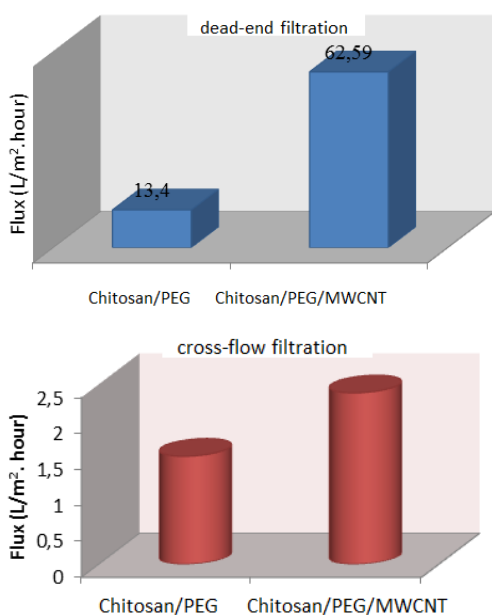 dead-end filtration
62,59
13,4
Flux (L/m².hour)
Chitosan/PEG Chitosan/PEG/MWCNT
cross-flow filtration
2,5
2
1,5
1
0,5
0
Flux (L/m². hour)
Chitosan/PEG Chitosan/PEG/MWCNT